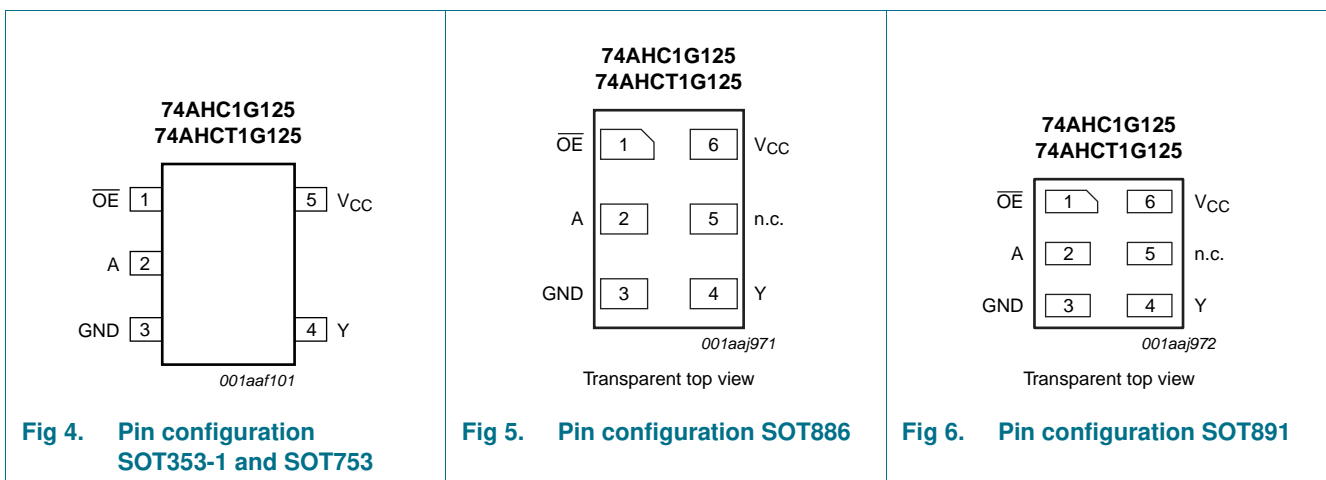 74AHC1G125
74AHCT1G125
OE 1
5 VCC
A 2
GND 3
4 Y
001aaf101
Fig 4. Pin configuration
SOT353-1 and SOT753
74AHC1G125
74AHCT1G125
OE 1 6 VCC
A 2 5 n.c.
GND 3 4 Y
001aaj971
Transparent top view
Fig 5. Pin configuration SOT886
74AHC1G125
74AHCT1G125
OE 1 6 VCC
A 2 5 n.c.
GND 3 4 Y
001aaj972
Transparent top view
Fig 6. Pin configuration SOT891